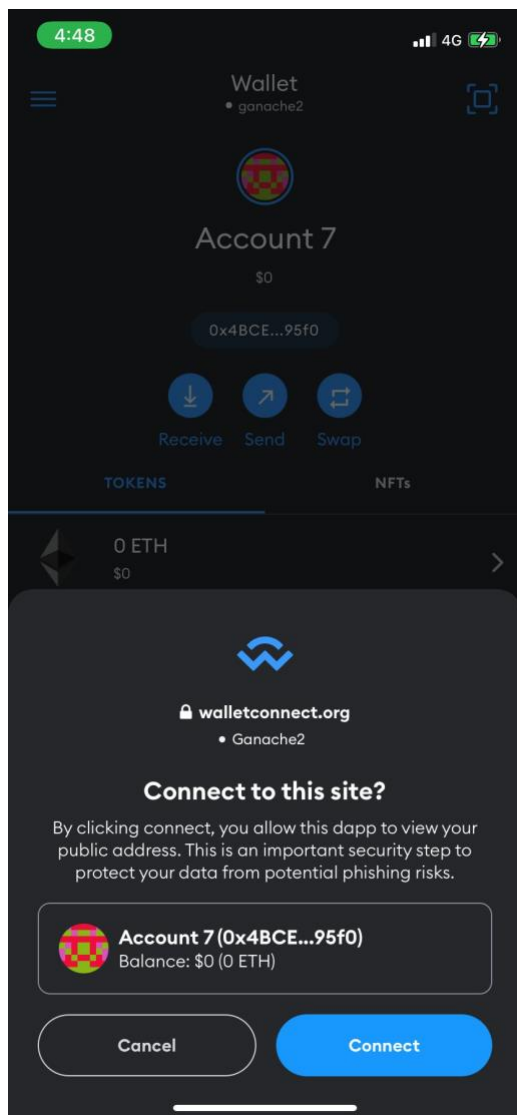 4:48
4G
Wallet
ganache2
Account 7
$0
0x4BCE...95f0
Receive Send Swap
TOKENS NFTs
0 ETH
$0
walletconnect.org
• Ganache2
Connect to this site?
By clicking connect, you allow this dapp to view your
public address. This is an important security step to
protect your data from potential phishing risks.
Account 7 (0x4BCE...95f0)
Balance: $0 (0 ETH)
Cancel Connect